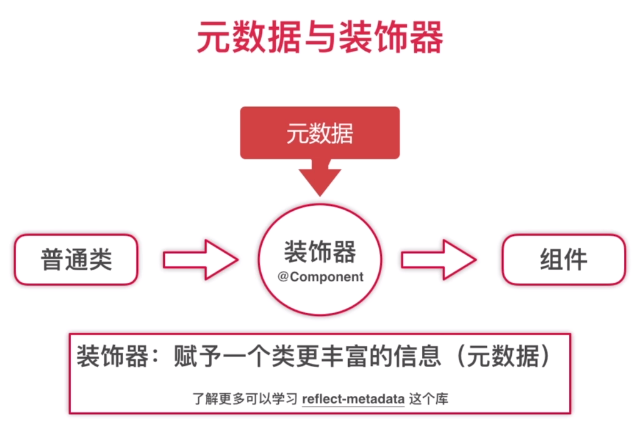 元数据与装饰器
元数据
普通类
装饰器
@Component
组件
装饰器：赋予一个类更丰富的信息（元数据）
了解更多可以学习 reflect-metadata 这个库